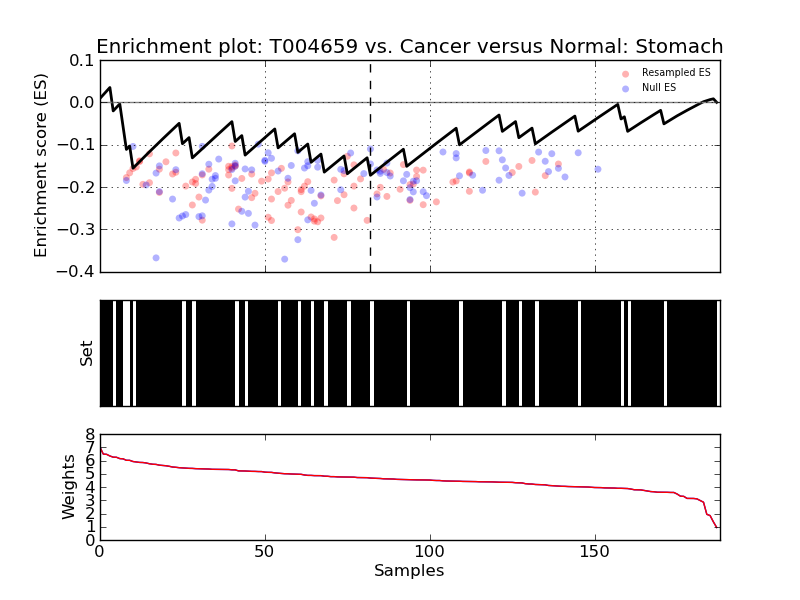 Enrichment plot: T004659 vs. Cancer versus Normal: Stomach
Enrichment score (ES)
0.1
0.0
−0.1
−0.2
−0.3
−0.4
Resampled ES
Null ES
Set
Weights
8
7
6
5
4
3
2
1
0
0 50 100 150
Samples